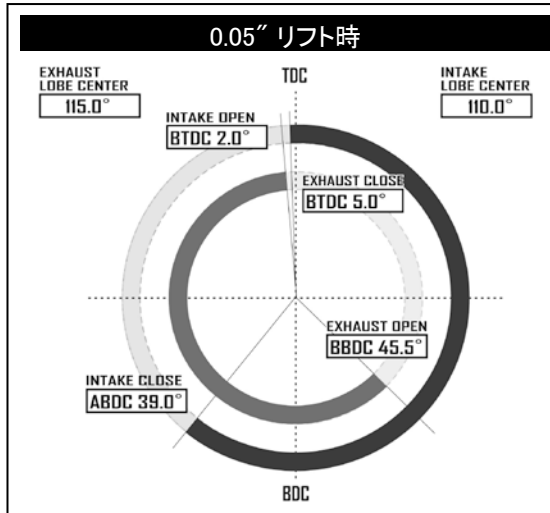 0.05″ リフト時
EXHAUST
LOBE CENTER
115.0°
TDC
INTAKE
LOBE CENTER
110.0°
INTAKE OPEN
BTDC 2.0°
EXHAUST CLOSE
BTDC 5.0°
EXHAUST OPEN
BBDC 45.5°
INTAKE CLOSE
ABDC 39.0°
BDC